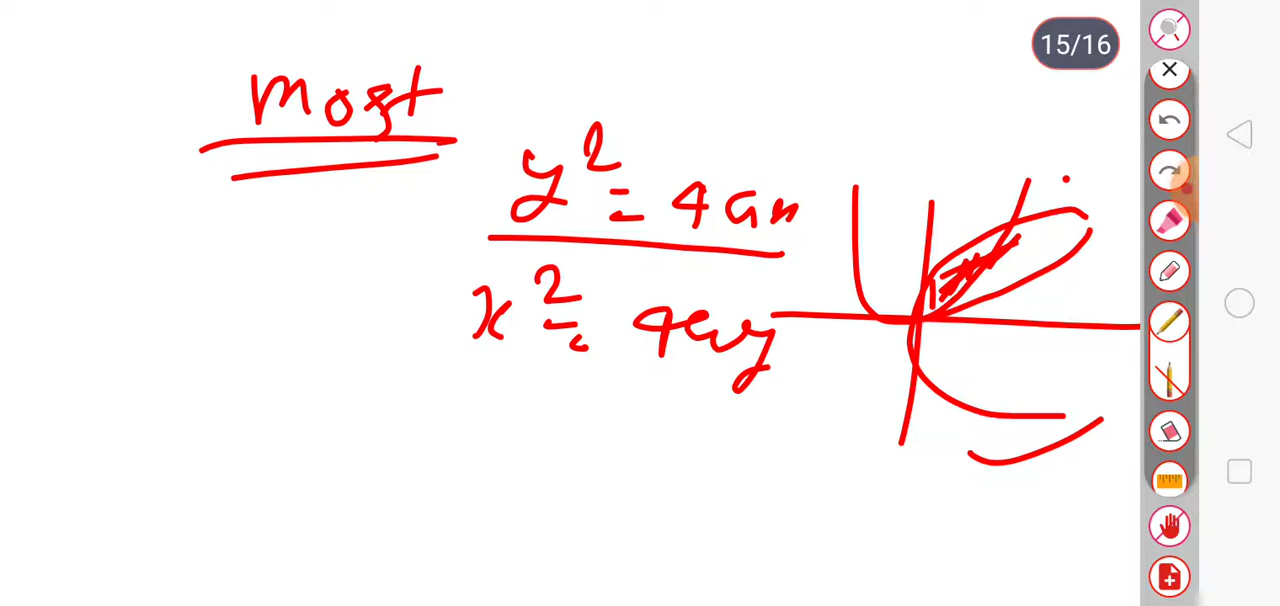 15/16
most
y² = 4ax
x² = 4ay